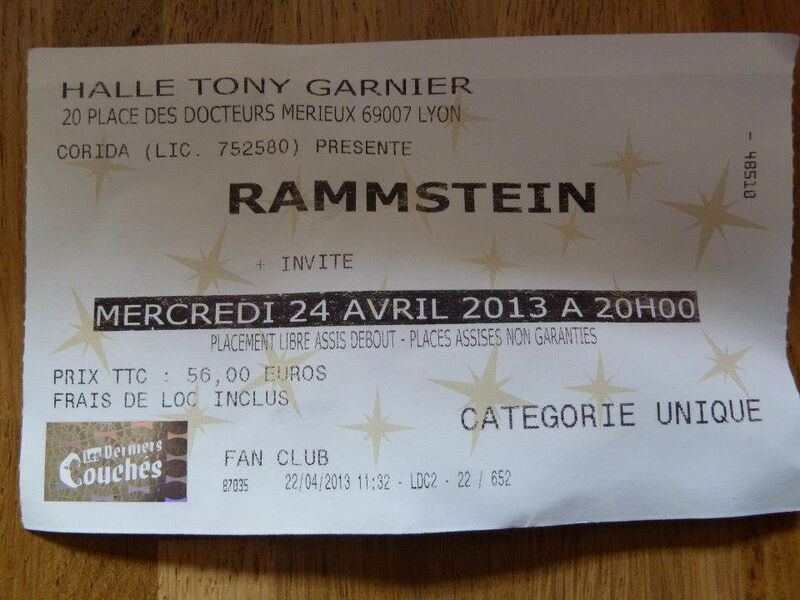 HALLE TONY GARNIER
20 PLACE DES DOCTEURS MERIEUX 69007 LYON
CORIDA (LIC. 752580) PRESENTE
RAMMSTEIN
+ INVITE
MERCREDI 24 AVRIL 2013 A 20H00
PLACEMENT LIBRE ASSIS DEBOUT - PLACES ASSISES NON GARANTIES
PRIX TTC : 56,00 EUROS
FRAIS DE LOC INCLUS
CATEGORIE UNIQUE
Les Derniers
Couchés
FAN CLUB
87035 22/04/2013 11:32 - LDC2 - 22 / 652
- 48510